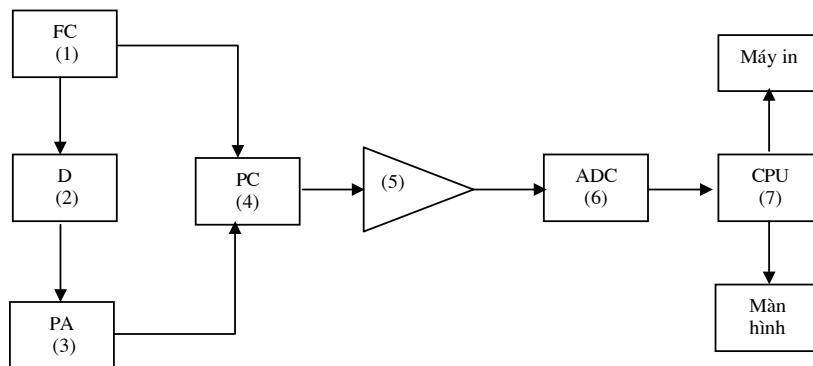 FC
(1)
Máy in
D
(2)
PC
(4)
(5)
ADC
(6)
CPU
(7)
PA
(3)
Màn
hình